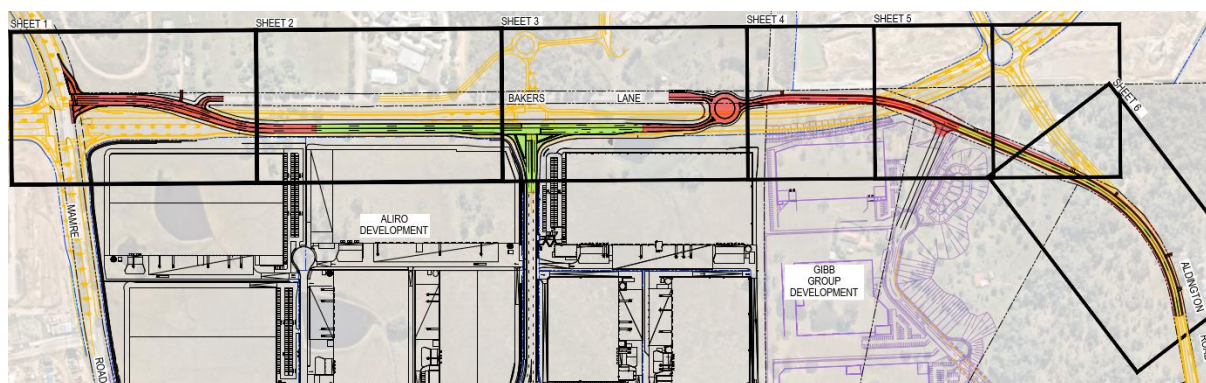 SHEET 1
SHEET 2
SHEET 3
SHEET 4
SHEET 5
SHEET 6
BAKERS
LANE
MAMRE
ROAD
ALIRO
DEVELOPMENT
GIBB
GROUP
DEVELOPMENT
ALDINGTON
ROAD